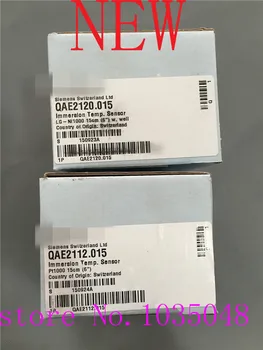 NEW
Siemens Switzerland Ltd
QAE2120.015
Immersion Temp. Sensor
LG-Ni1000 15cm (6") w. well
Country of Origin: Switzerland
S 150923A
1P QAE2120.015
Siemens Switzerland Ltd
QAE2112.015
Immersion Temp. Sensor
Pt1000 15cm (6")
Country of Origin: Switzerland
S 150924A
QAE2112.015
store No.: 1035048